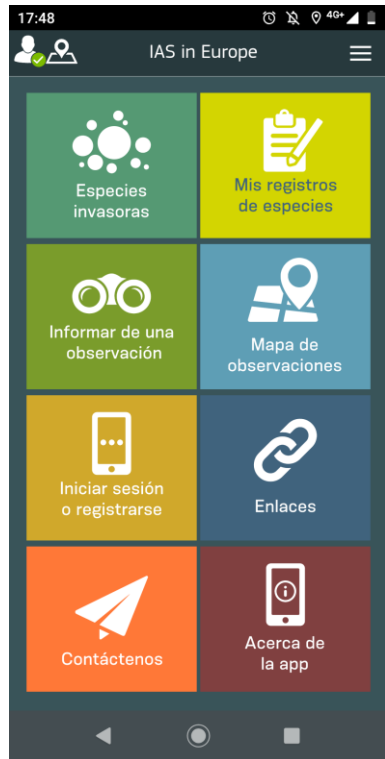 17:48
4G+
IAS in Europe
Especies
invasoras
Mis registros
de especies
Informar de una
observación
Mapa de
observaciones
Iniciar sesión
o registrarse
Enlaces
Contáctenos
Acerca de
la app